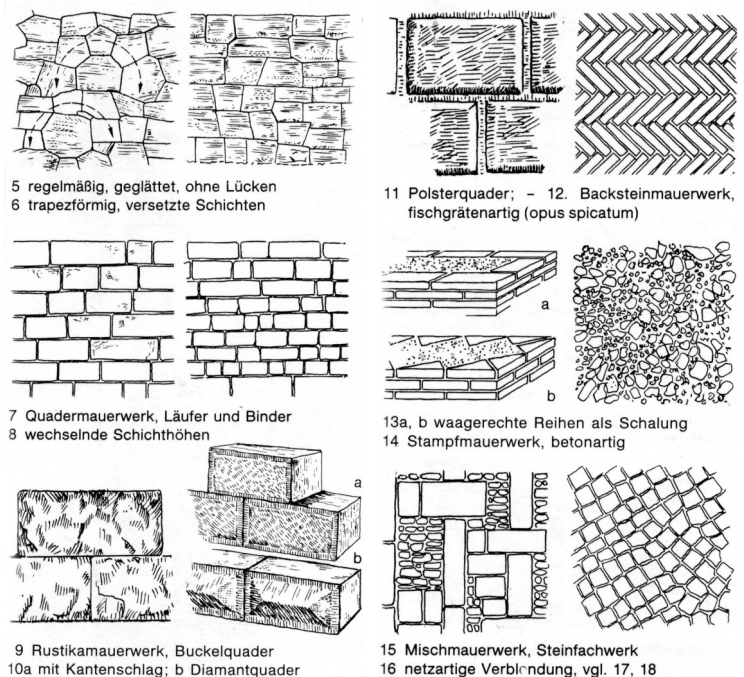 5 regelmäßig, geglättet, ohne Lücken
6 trapezförmig, versetzte Schichten
11 Polsterquader; – 12. Backsteinmauerwerk,
fischgrätenartig (opus spicatum)
7 Quadermauerwerk, Läufer und Binder
8 wechselnde Schichthöhen
a
b
13a, b waagerechte Reihen als Schalung
14 Stampfmauerwerk, betonartig
a
b
9 Rustikamauerwerk, Buckelquader
10a mit Kantenschlag; b Diamantquader
15 Mischmauerwerk, Steinfachwerk
16 netzartige Verblendung, vgl. 17, 18